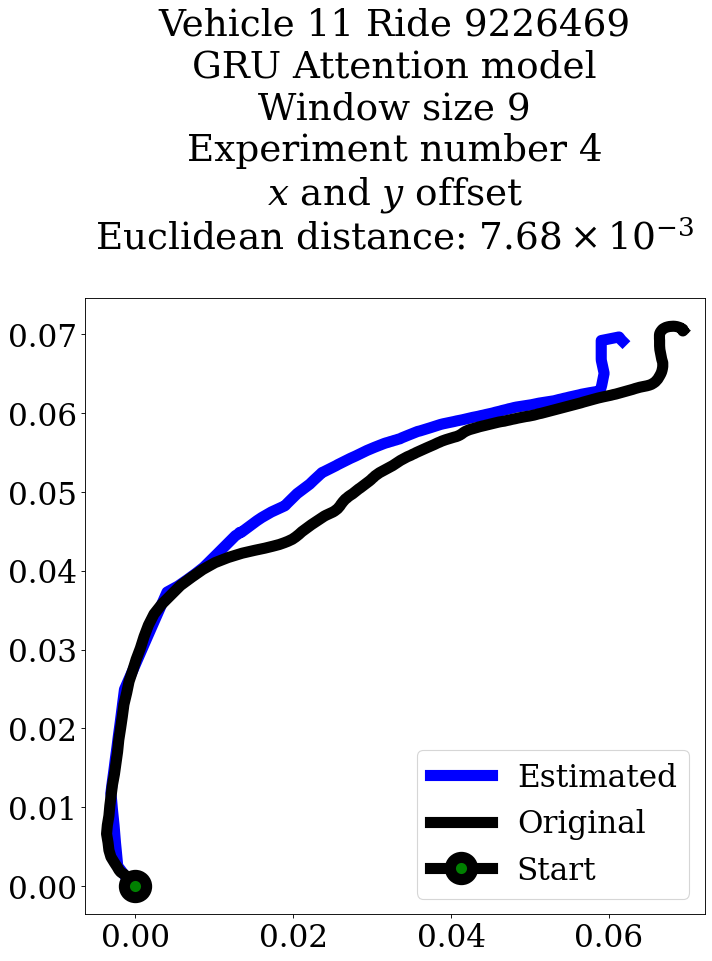 Vehicle 11 Ride 9226469
GRU Attention model
Window size 9
Experiment number 4
x and y offset
Euclidean distance: 7.68 × 10⁻³
0.07
0.06
0.05
0.04
0.03
0.02
0.01
0.00
Estimated
Original
Start
0.00 0.02 0.04 0.06